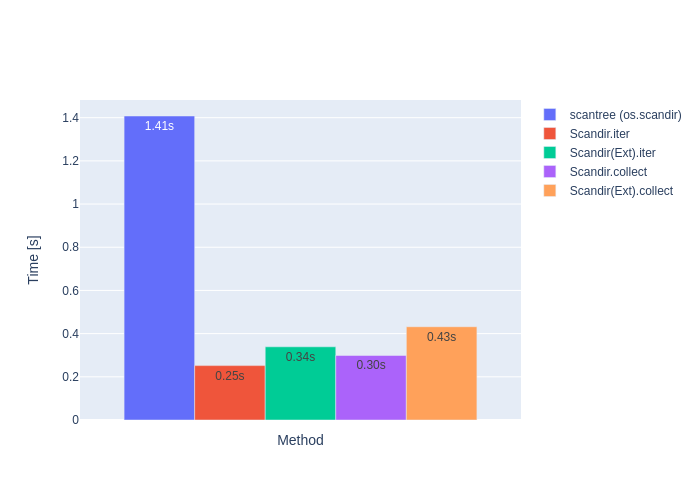 1.4
1.2
1
0.8
0.6
0.4
0.2
0
Time [s]
1.41s
0.25s
0.34s
0.30s
0.43s
Method
scantree (os.scandir)
Scandir.iter
Scandir(Ext).iter
Scandir.collect
Scandir(Ext).collect